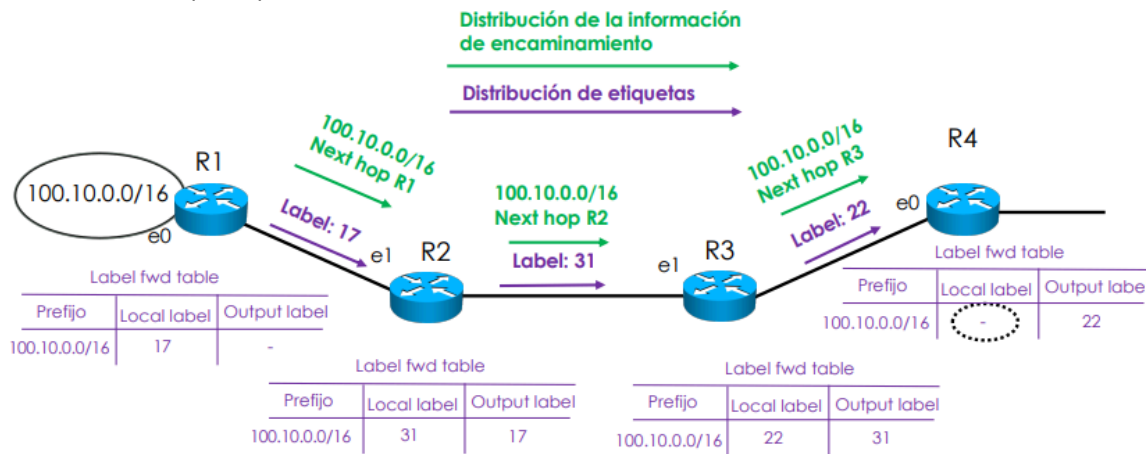 Distribución de la información
de encaminamiento
Distribución de etiquetas
100.10.0.0/16
Next hop R1
Label: 17
100.10.0.0/16
Next hop R2
Label: 31
100.10.0.0/16
Next hop R3
Label: 22
R1
100.10.0.0/16
e0
e1
R2
e1
R3
e0
R4
Label fwd table
Prefijo Local label Output label
100.10.0.0/16 17 -
Label fwd table
Prefijo Local label Output label
100.10.0.0/16 31 17
Label fwd table
Prefijo Local label Output label
100.10.0.0/16 22 31
Label fwd table
Prefijo Local label Output label
100.10.0.0/16 - 22